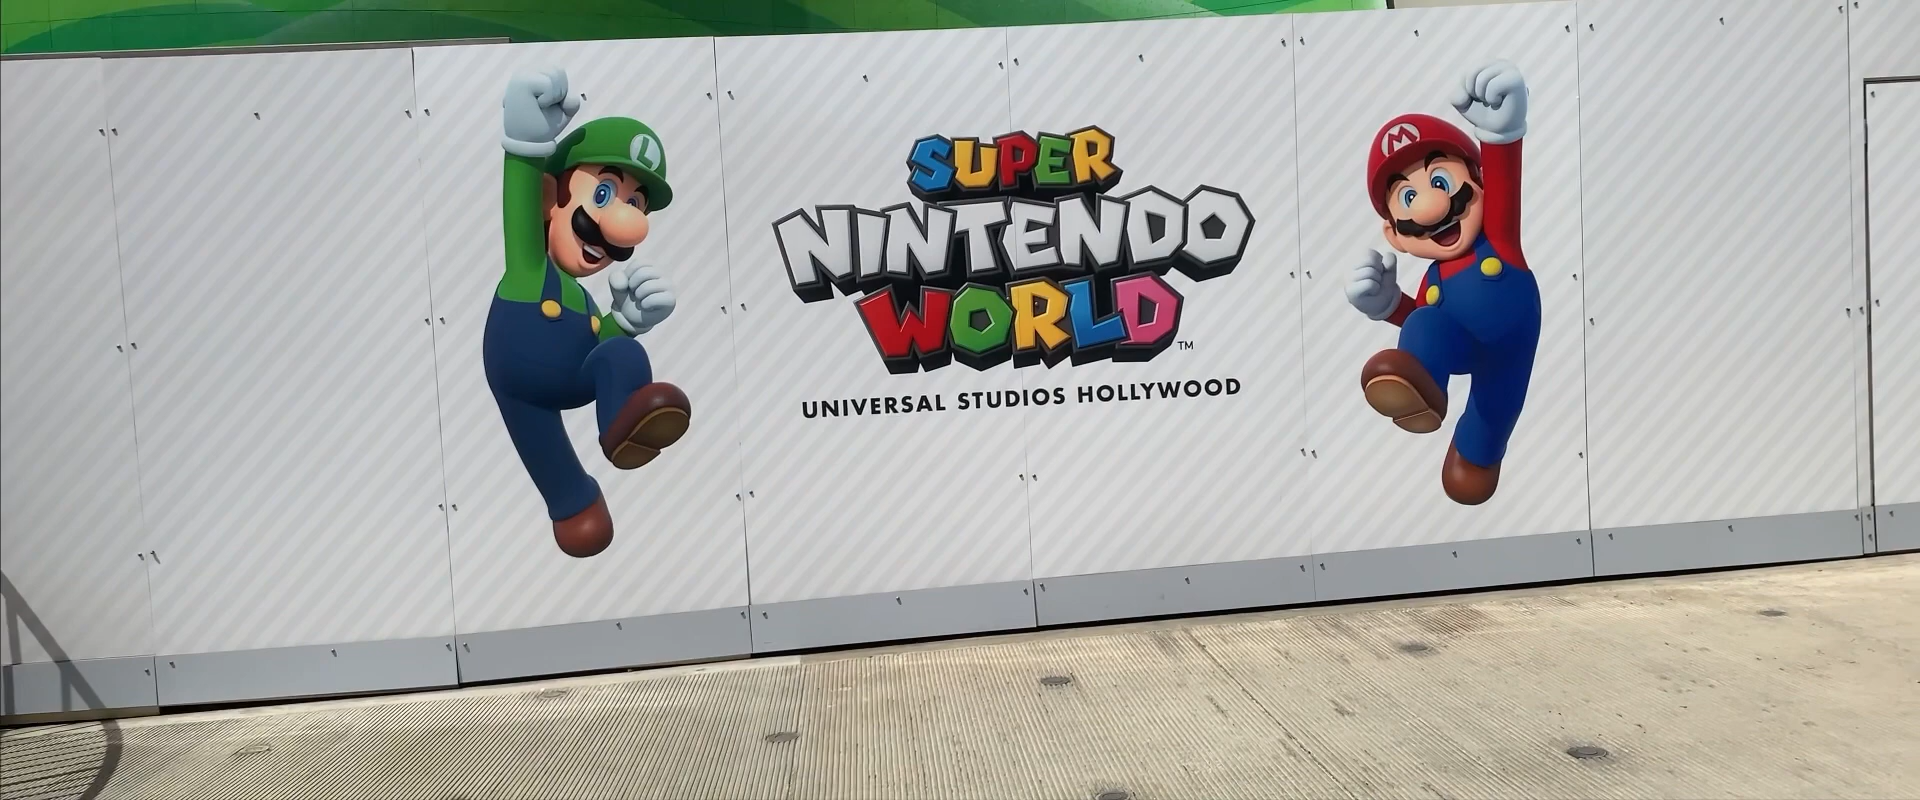 L
M
SUPER
NINTENDO
WORLD™
UNIVERSAL STUDIOS HOLLYWOOD